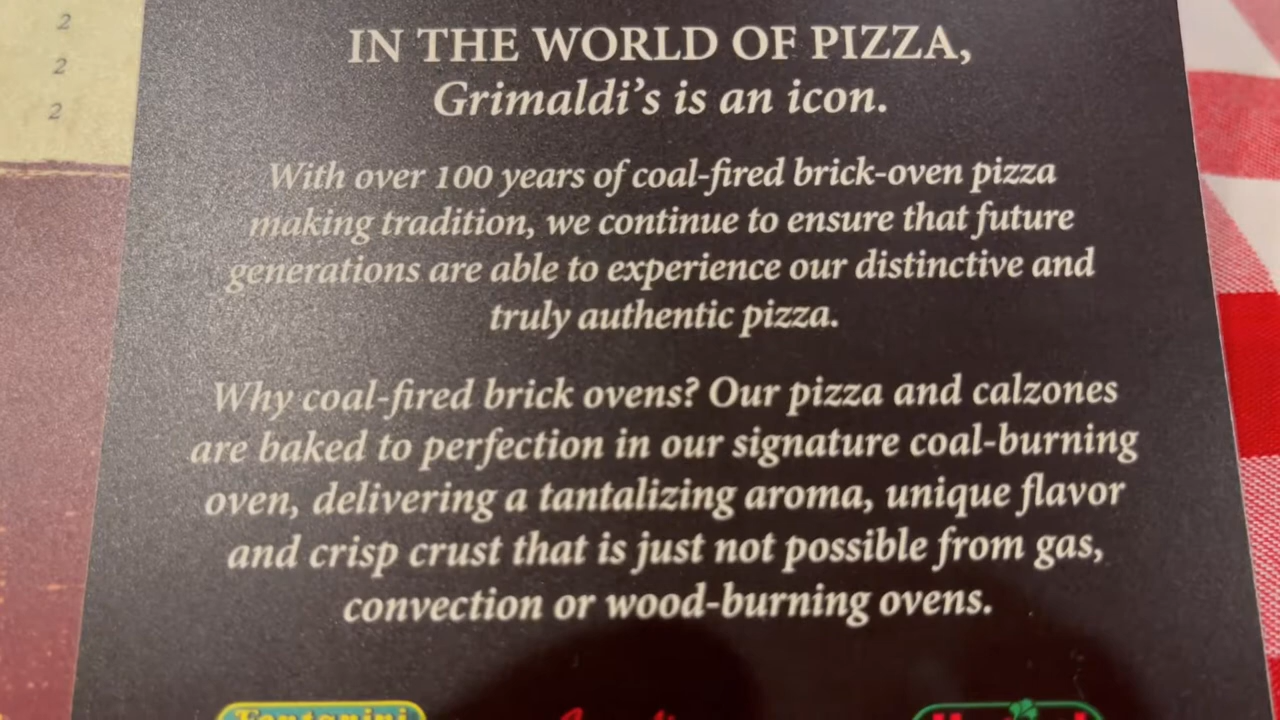 2
2
2
IN THE WORLD OF PIZZA,
Grimaldi's is an icon.
With over 100 years of coal-fired brick-oven pizza
making tradition, we continue to ensure that future
generations are able to experience our distinctive and
truly authentic pizza.
Why coal-fired brick ovens? Our pizza and calzones
are baked to perfection in our signature coal-burning
oven, delivering a tantalizing aroma, unique flavor
and crisp crust that is just not possible from gas,
convection or wood-burning ovens.
Fontanini